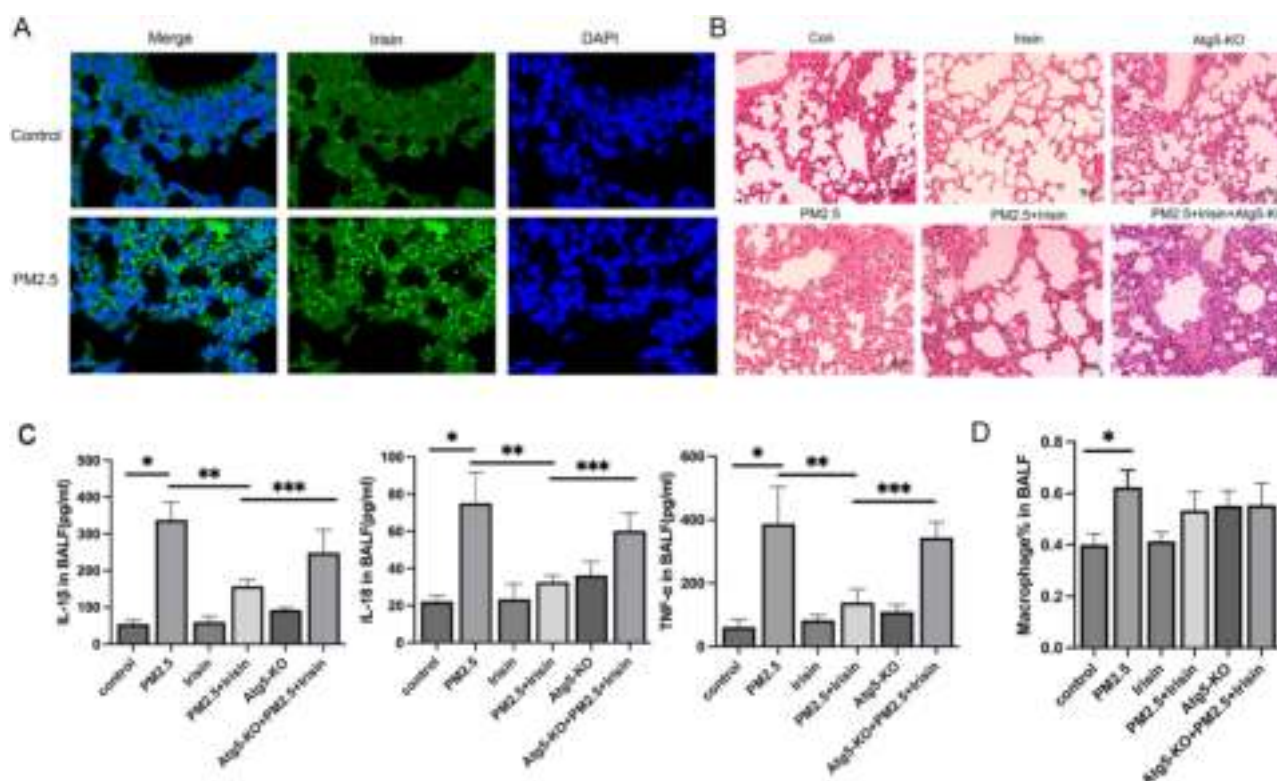 A
Merge
Irisin
DAPI
Control
PM2.5
B
Con
Irisin
Atg5-KO
PM2.5
PM2.5+Irisin
PM2.5+Irisin+Atg5-K
C
IL-1β in BALF(pg/ml)
500
400
300
200
100
0
*
**
***
control
PM2.5
Irisin
PM2.5+Irisin
Atg5-KO
Atg5-KO+PM2.5+Irisin
IL-18 in BALF(pg/ml)
100
80
60
40
20
0
*
**
***
control
PM2.5
Irisin
PM2.5+Irisin
Atg5-KO
Atg5-KO+PM2.5+Irisin
TNF-α in BALF(pg/ml)
600
400
200
0
*
**
***
control
PM2.5
Irisin
PM2.5+Irisin
Atg5-KO
Atg5-KO+PM2.5+Irisin
D
Macrophage% in BALF
0.8
0.6
0.4
0.2
0.0
*
control
PM2.5
Irisin
PM2.5+Irisin
Atg5-KO
Atg5-KO+PM2.5+Irisin